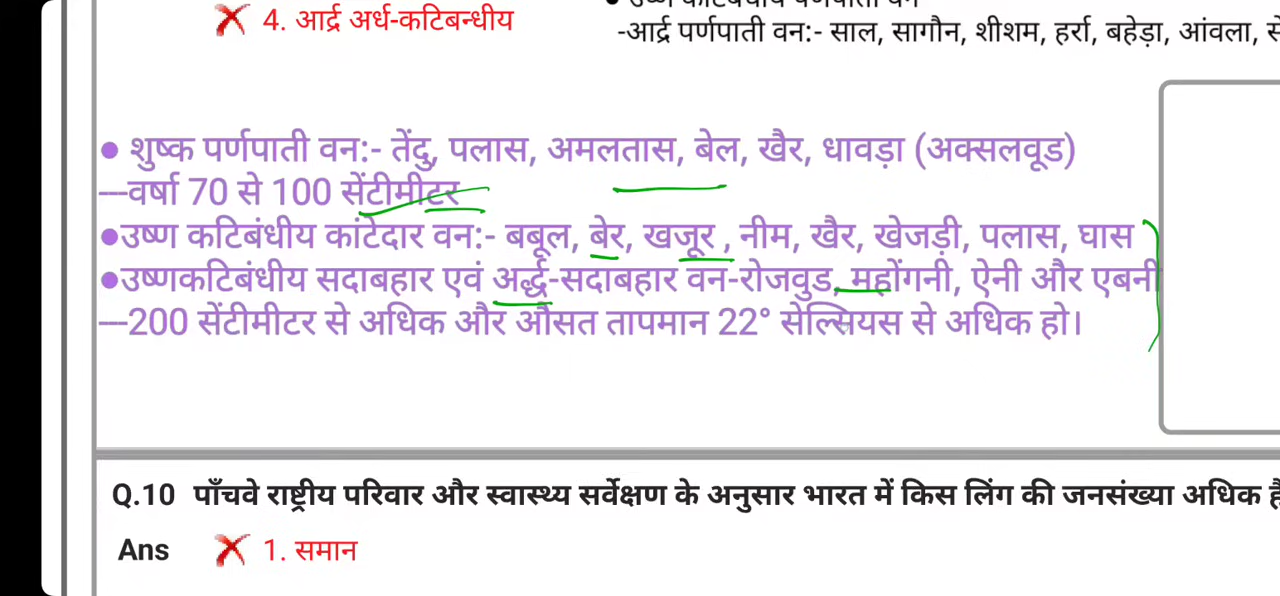 4. आर्द्र अर्ध-कटिबन्धीय
-आर्द्र पर्णपाती वन:- साल, सागौन, शीशम, हर्रा, बहेड़ा, आंवला,
● शुष्क पर्णपाती वन:- तेंदु, पलास, अमलतास, बेल, खैर, धावड़ा (अक्सलवूड)
—वर्षा 70 से 100 सेंटीमीटर
●उष्ण कटिबंधीय कांटेदार वन:- बबूल, बेर, खजूर , नीम, खैर, खेजड़ी, पलास, घास
●उष्णकटिबंधीय सदाबहार एवं अर्द्ध-सदाबहार वन-रोजवुड, महोंगनी, ऐनी और एबनी
—200 सेंटीमीटर से अधिक और औसत तापमान 22° सेल्सियस से अधिक हो।
Q.10 पाँचवे राष्ट्रीय परिवार और स्वास्थ्य सर्वेक्षण के अनुसार भारत में किस लिंग की जनसंख्या अधिक
Ans 1. समान